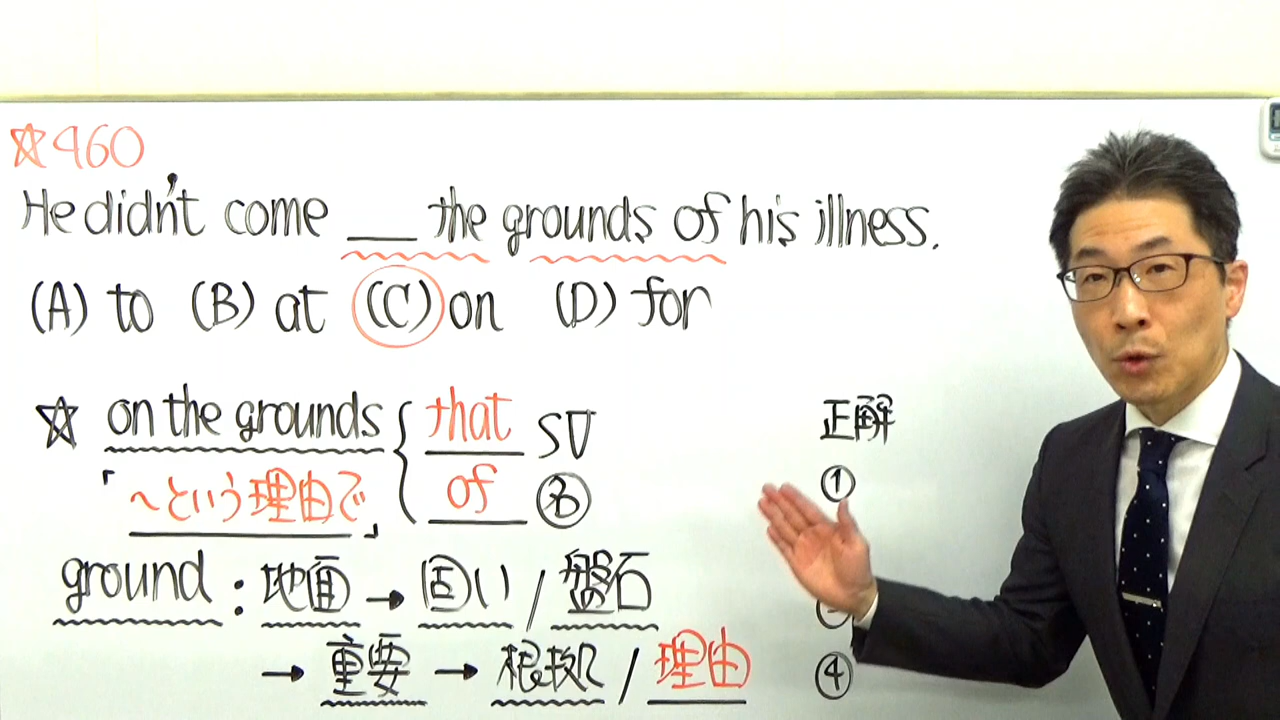 ☆460
He didn't come ___ the grounds of his illness.
(A) to (B) at (C) on (D) for
☆ on the grounds { that SV
「~という理由で」 of 名
ground : 地面 → 固い / 盤石
→ 重要 → 根拠 / 理由
正解
①
④